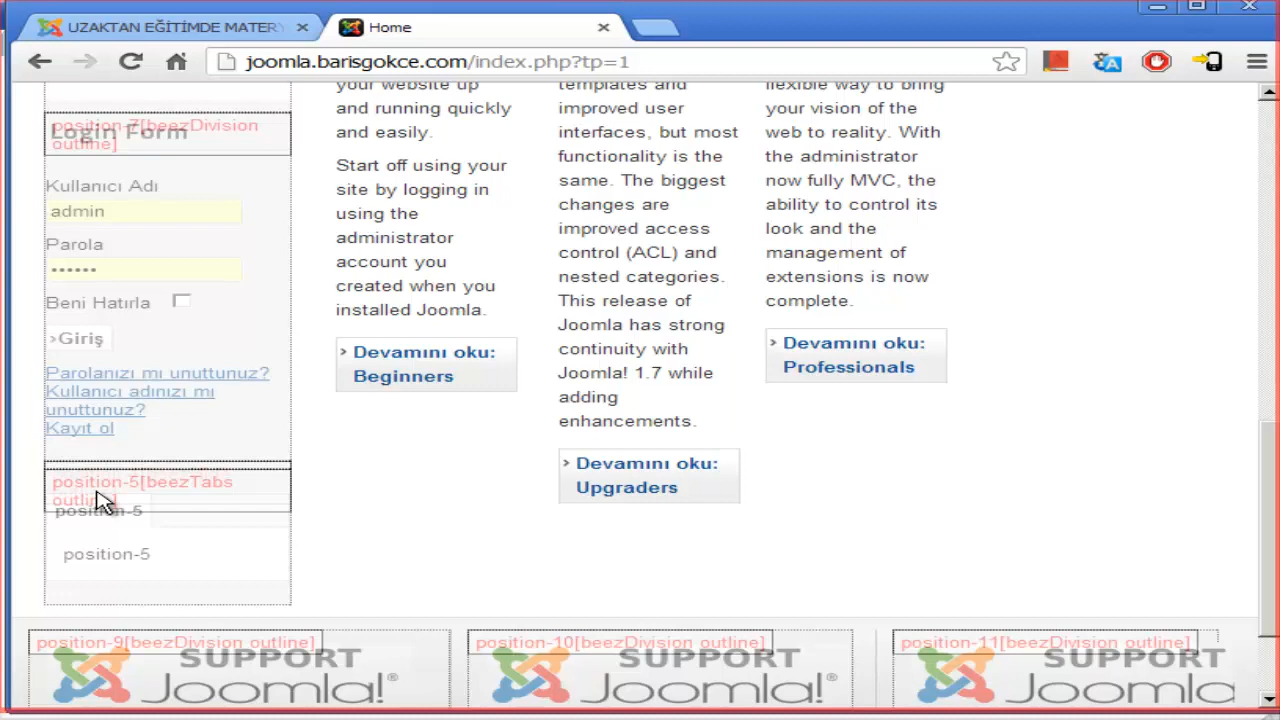 UZAKTAN EĞİTİMDE MATERY
Home
joomla.barisgokce.com/index.php?tp=1
position-7[beezDivision outline]
Login Form
Kullanıcı Adı
admin
Parola
••••••
Beni Hatırla
›Giriş
Parolanızı mı unuttunuz?
Kullanıcı adınızı mı
unuttunuz?
Kayıt ol
position-5[beezTabs
outline]
position-5
position-5
your website up
and running quickly
and easily.
Start off using your
site by logging in
using the
administrator
account you
created when you
installed Joomla.
› Devamını oku:
Beginners
templates and
improved user
interfaces, but most
functionality is the
same. The biggest
changes are
improved access
control (ACL) and
nested categories.
This release of
Joomla has strong
continuity with
Joomla! 1.7 while
adding
enhancements.
› Devamını oku:
Upgraders
flexible way to bring
your vision of the
web to reality. With
the administrator
now fully MVC, the
ability to control its
look and the
management of
extensions is now
complete.
› Devamını oku:
Professionals
position-9[beezDivision outline]
SUPPORT
Joomla!®
position-10[beezDivision outline]
SUPPORT
Joomla!®
position-11[beezDivision outline]
SUPPORT
Joomla